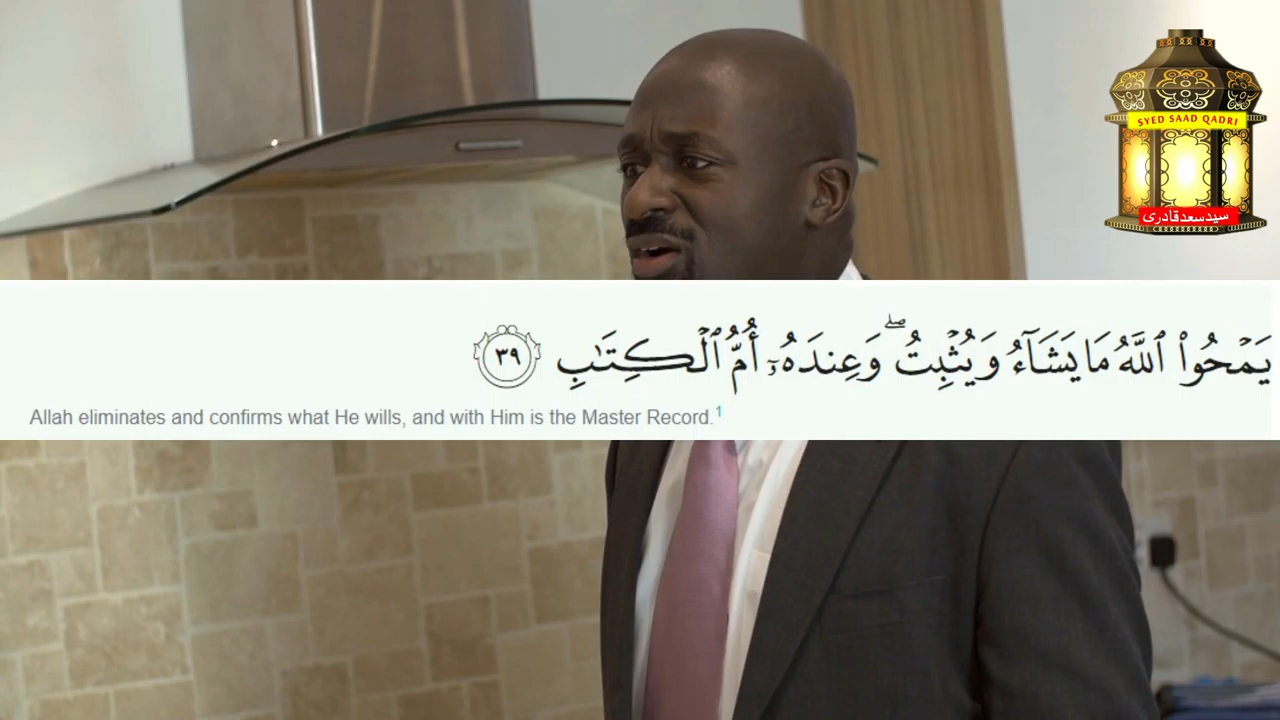 SYED SAAD QADRI
سیدسعدقادری
يَمْحُوا۟ ٱللَّهُ مَا يَشَآءُ وَيُثْبِتُ ۖ وَعِندَهُۥٓ أُمُّ ٱلْكِتَـٰبِ ٣٩
Allah eliminates and confirms what He wills, and with Him is the Master Record.1